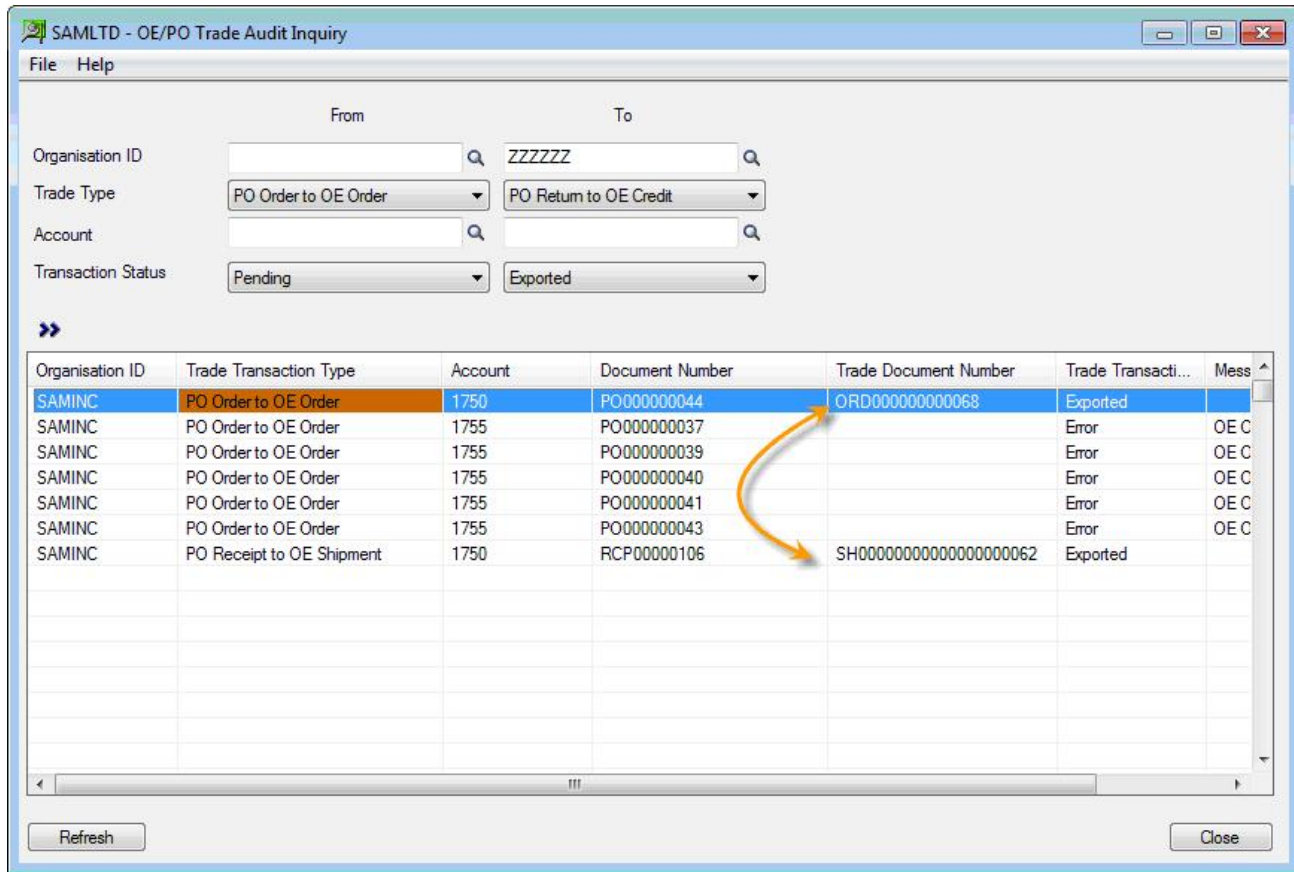 SAMLTD - OE/PO Trade Audit Inquiry
File Help
From To
Organisation ID ZZZZZZ
Trade Type PO Order to OE Order PO Return to OE Credit
Account
Transaction Status Pending Exported
Organisation ID Trade Transaction Type Account Document Number Trade Document Number Trade Transacti... Mess
SAMINC PO Order to OE Order 1750 PO000000044 ORD000000000068 Exported
SAMINC PO Order to OE Order 1755 PO000000037 Error OE C
SAMINC PO Order to OE Order 1755 PO000000039 Error OE C
SAMINC PO Order to OE Order 1755 PO000000040 Error OE C
SAMINC PO Order to OE Order 1755 PO000000041 Error OE C
SAMINC PO Order to OE Order 1755 PO000000043 Error OE C
SAMINC PO Receipt to OE Shipment 1750 RCP00000106 SH00000000000000000062 Exported
Refresh Close